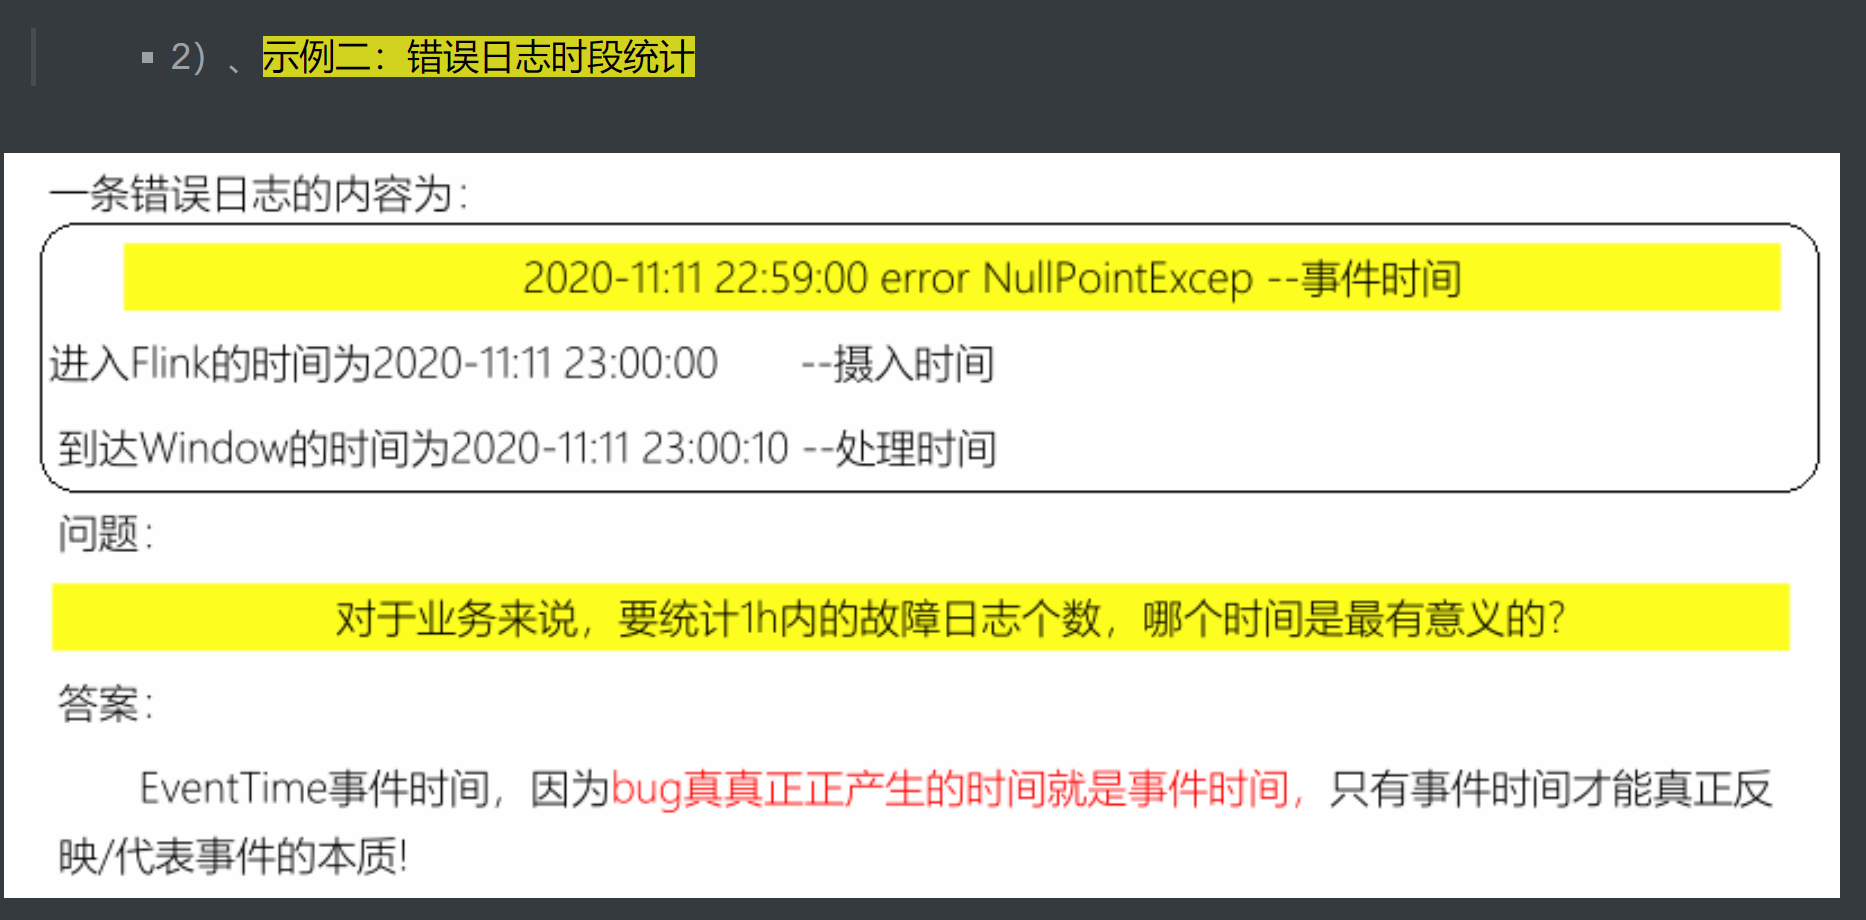 ▪ 2）、示例二：错误日志时段统计
一条错误日志的内容为：
2020-11:11 22:59:00 error NullPointExcep --事件时间
进入Flink的时间为2020-11:11 23:00:00 --摄入时间
到达Window的时间为2020-11:11 23:00:10 --处理时间
问题：
对于业务来说，要统计1h内的故障日志个数，哪个时间是最有意义的？
答案：
EventTime事件时间，因为bug真真正正产生的时间就是事件时间，只有事件时间才能真正反
映/代表事件的本质！